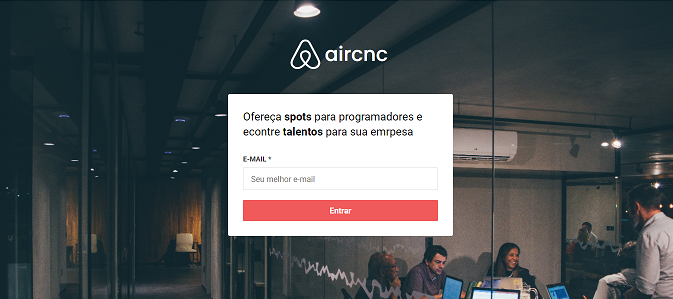 aircnc
Ofereça spots para programadores e
econtre talentos para sua emrpesa
E-MAIL *
Seu melhor e-mail
Entrar